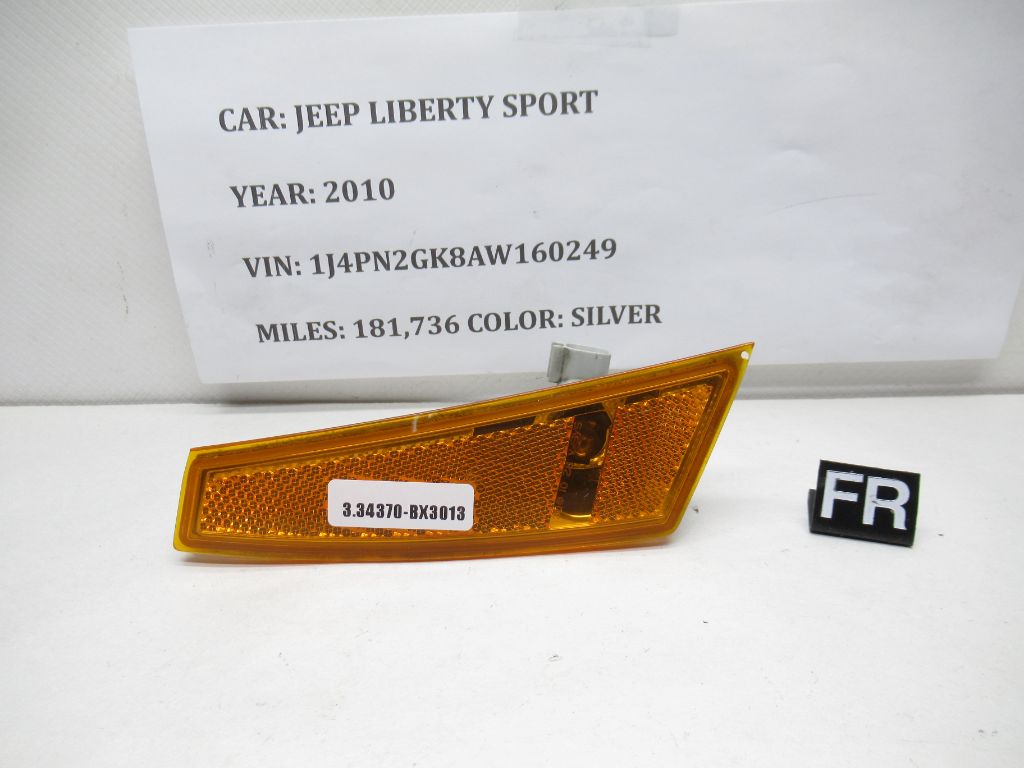 CAR: JEEP LIBERTY SPORT
YEAR: 2010
VIN: 1J4PN2GK8AW160249
MILES: 181,736 COLOR: SILVER
3.34370-BX3013
FR